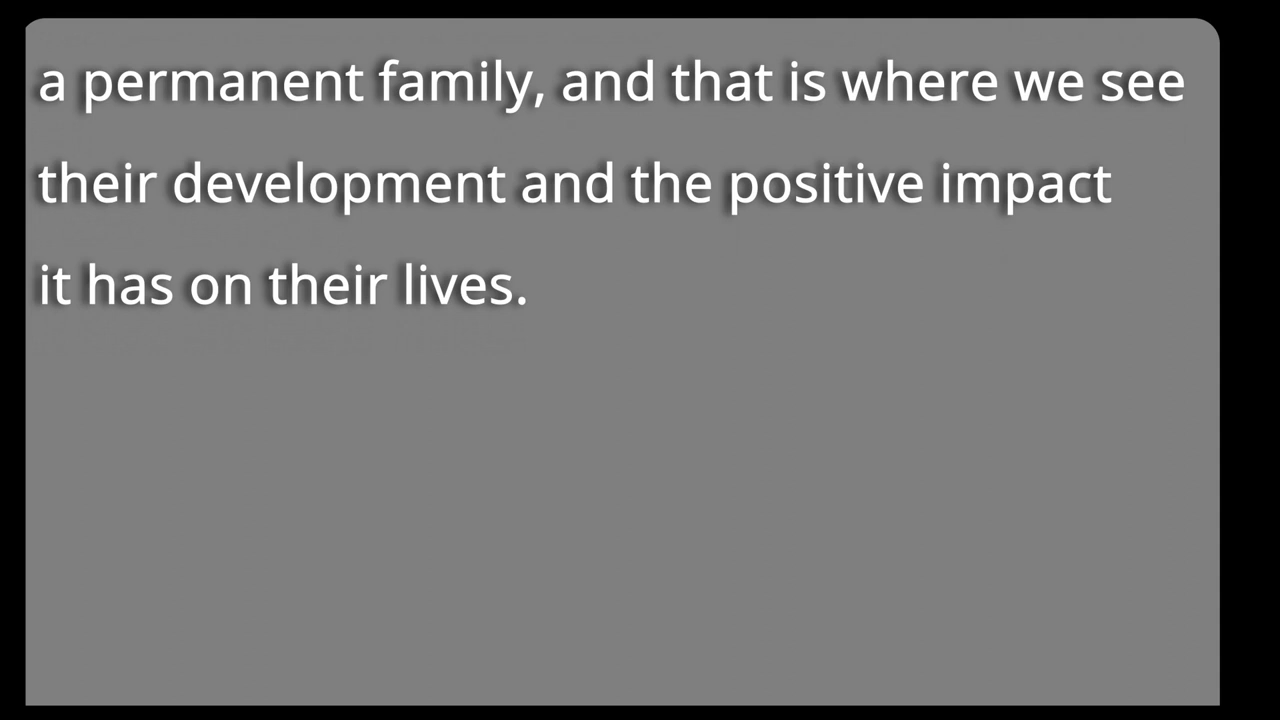 a permanent family, and that is where we see
their development and the positive impact
it has on their lives.